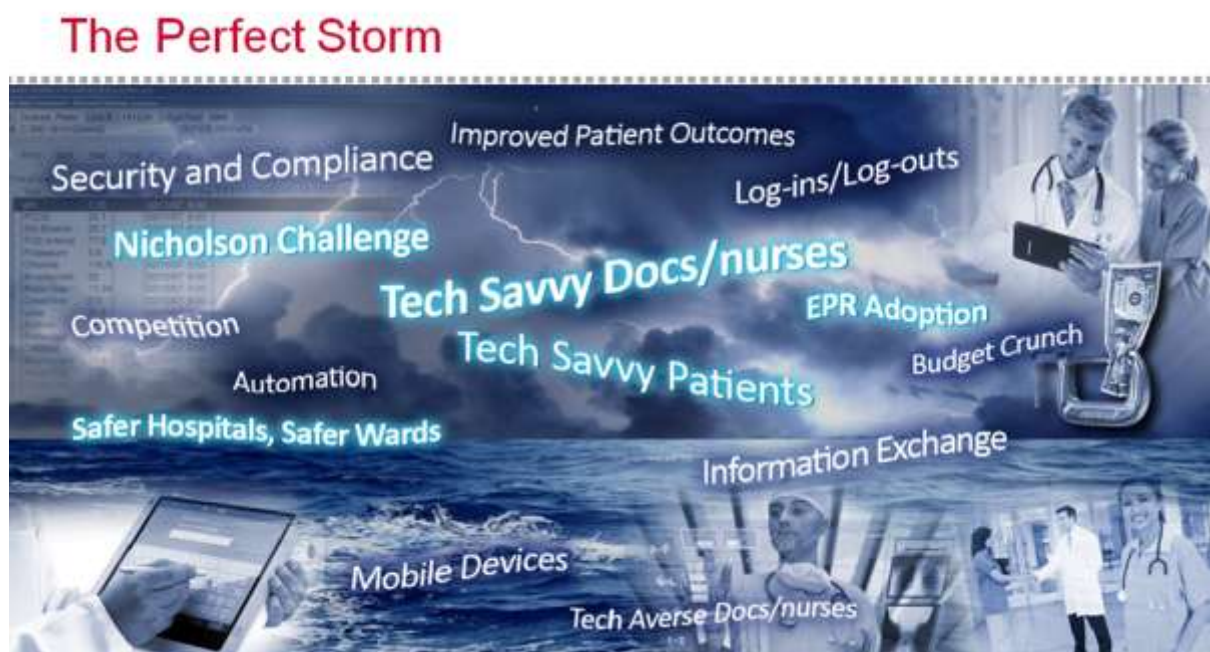 The Perfect Storm
Improved Patient Outcomes
Security and Compliance
Log-ins/Log-outs
Nicholson Challenge
Tech Savvy Docs/nurses
EPR Adoption
Competition
Tech Savvy Patients
Budget Crunch
Automation
Safer Hospitals, Safer Wards
Information Exchange
Mobile Devices
Tech Averse Docs/nurses